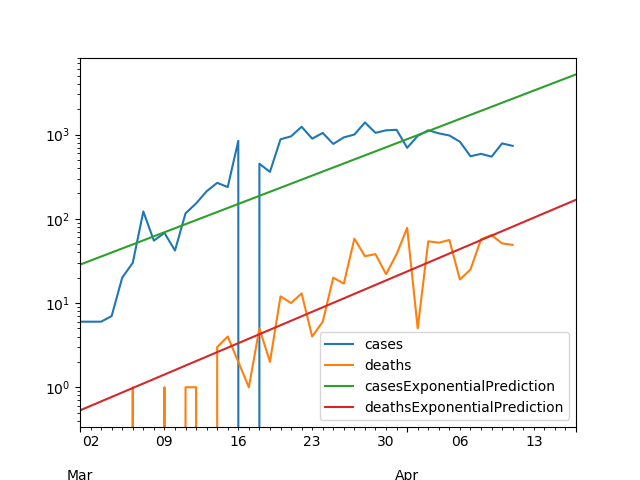 10³
10²
10¹
10⁰
cases
deaths
casesExponentialPrediction
deathsExponentialPrediction
02 09 16 23 30 06 13
Mar Apr